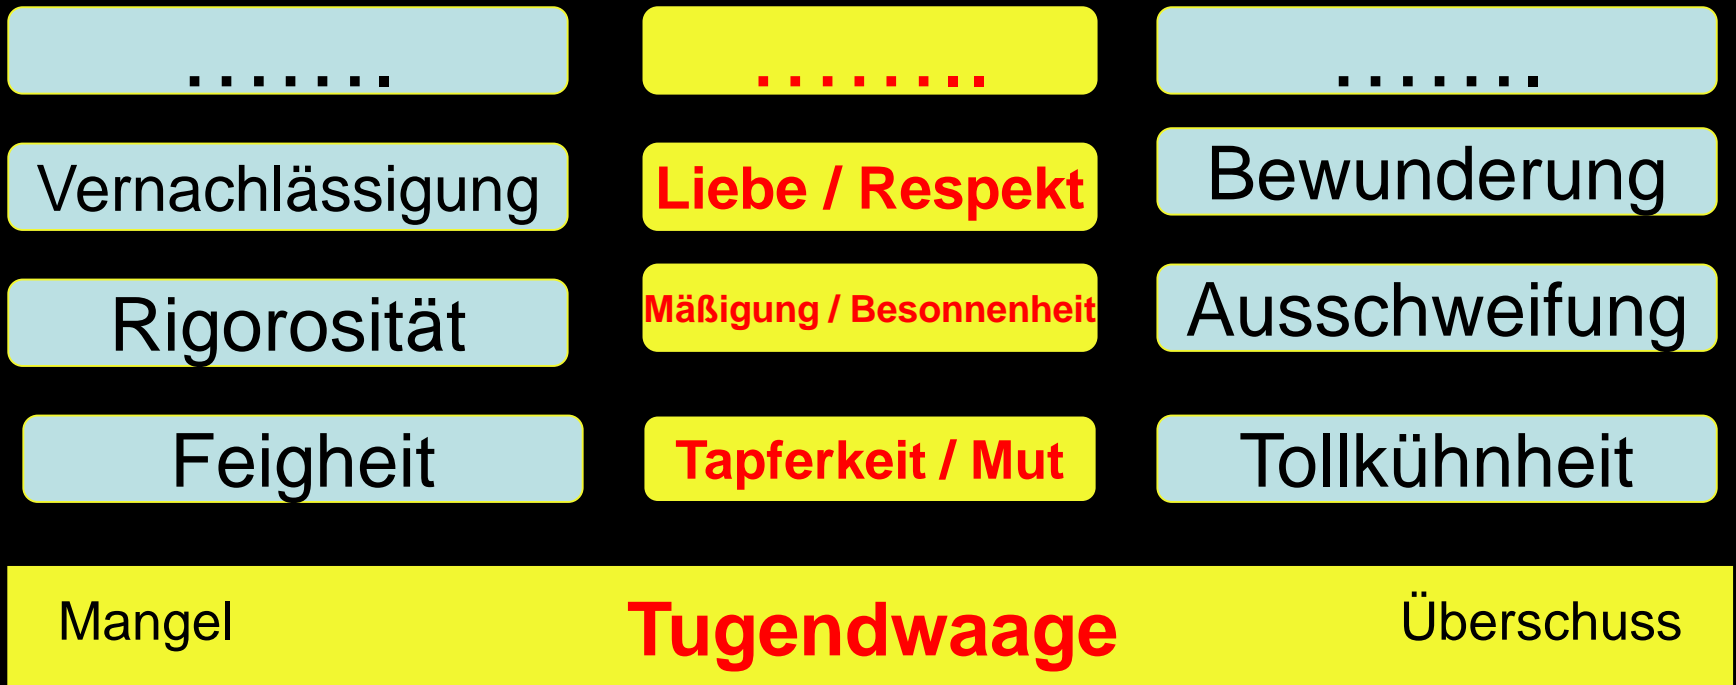 …….
……..
…….
Vernachlässigung
Liebe / Respekt
Bewunderung
Rigorosität
Mäßigung / Besonnenheit
Ausschweifung
Feigheit
Tapferkeit / Mut
Tollkühnheit
Mangel
Tugendwaage
Überschuss